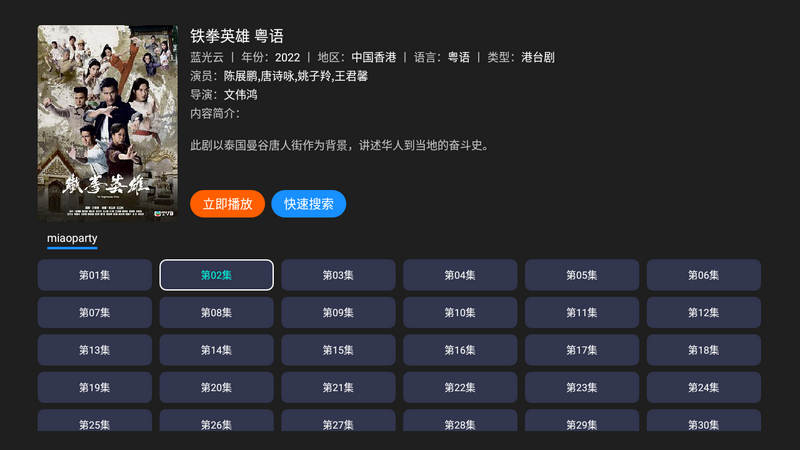 铁拳英雄 粤语
蓝光云 | 年份：2022 | 地区：中国香港 | 语言：粤语 | 类型：港台剧
演员：陈展鹏,唐诗咏,姚子羚,王君馨
导演：文伟鸿
内容简介：
此剧以泰国曼谷唐人街作为背景，讲述华人到当地的奋斗史。
鐵拳英雄
TVB
立即播放
快速搜索
miaoparty
第01集 第02集 第03集 第04集 第05集 第06集
第07集 第08集 第09集 第10集 第11集 第12集
第13集 第14集 第15集 第16集 第17集 第18集
第19集 第20集 第21集 第22集 第23集 第24集
第25集 第26集 第27集 第28集 第29集 第30集